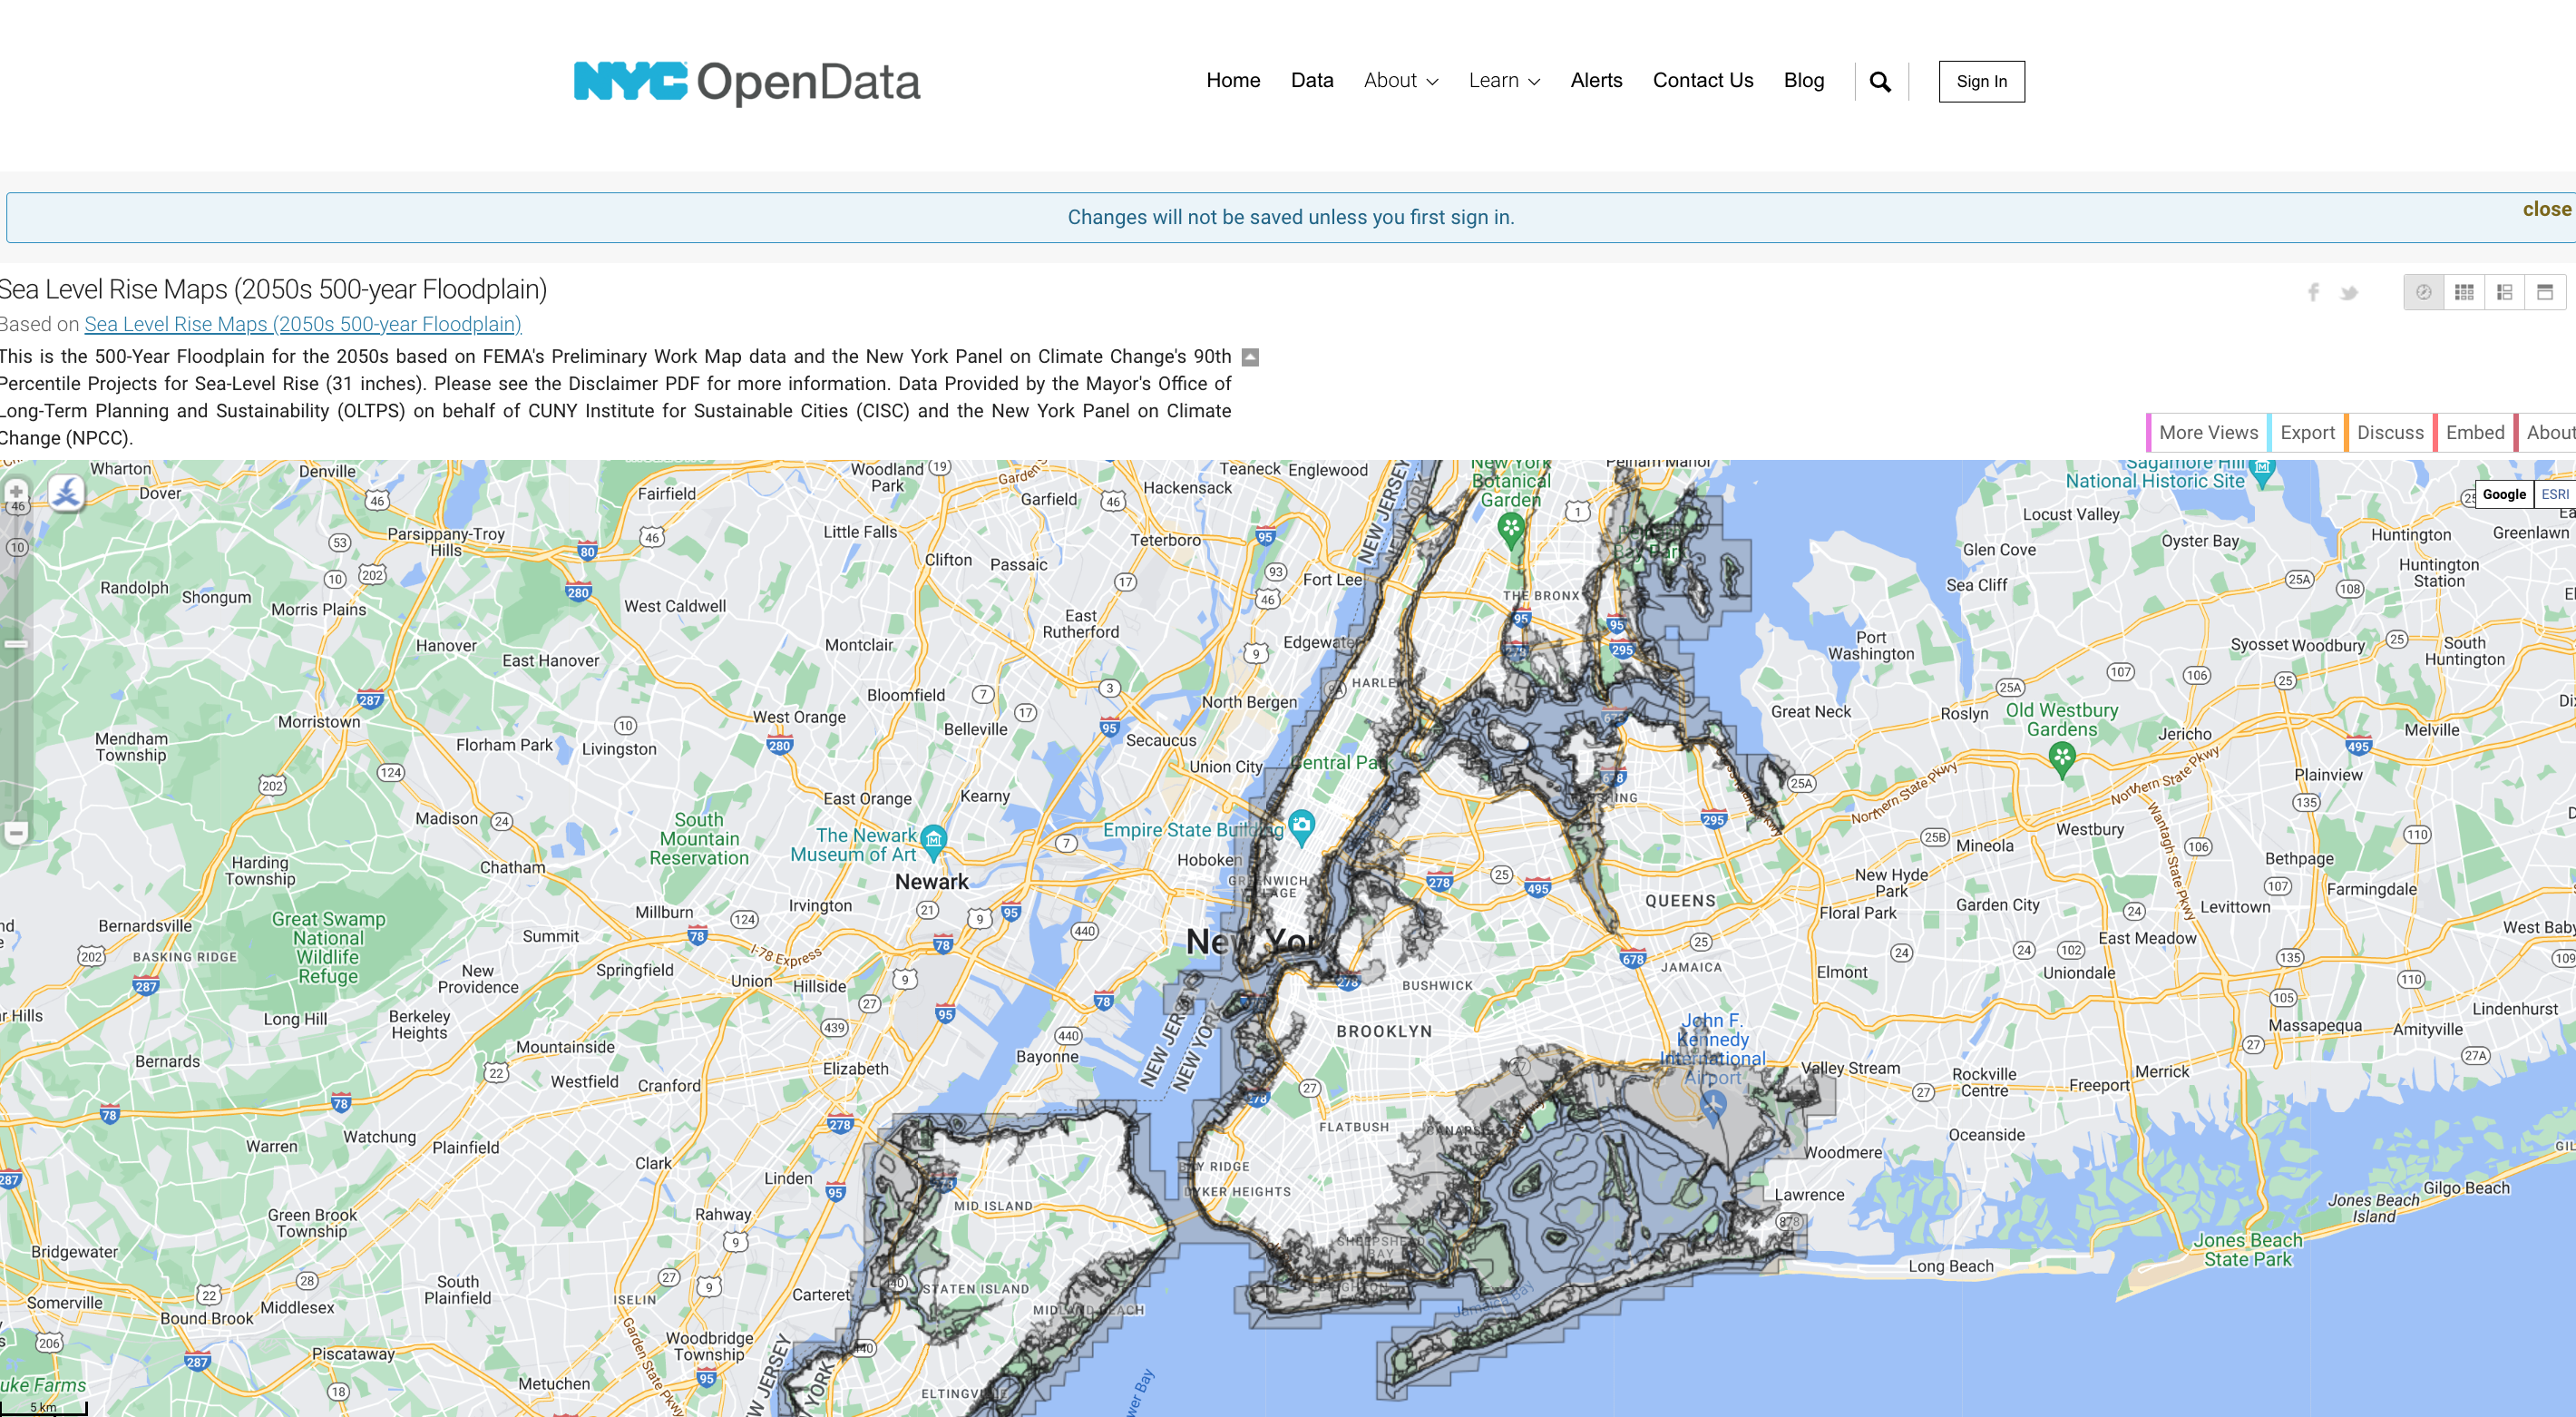 NYC OpenData
Home Data About Learn Alerts Contact Us Blog Sign In
Changes will not be saved unless you first sign in.
close
Sea Level Rise Maps (2050s 500-year Floodplain)
Based on Sea Level Rise Maps (2050s 500-year Floodplain)
This is the 500-Year Floodplain for the 2050s based on FEMA's Preliminary Work Map data and the New York Panel on Climate Change's 90th
Percentile Projects for Sea-Level Rise (31 inches). Please see the Disclaimer PDF for more information. Data Provided by the Mayor's Office of
Long-Term Planning and Sustainability (OLTPS) on behalf of CUNY Institute for Sustainable Cities (CISC) and the New York Panel on Climate
Change (NPCC).
More Views Export Discuss Embed About
Google ESRI
Wharton
Dover
Denville
Fairfield
Woodland
Park
Garfield
Teaneck
Englewood
Hackensack
NEW JERSEY
New York
Botanical
Garden
Pelham Manor
Sagamore Hill
National Historic Site
Locust Valley
Oyster Bay
Huntington
Greenlawn
Parsippany-Troy
Hills
Little Falls
Clifton
Passaic
Teterboro
Fort Lee
Glen Cove
Sea Cliff
Huntington
Station
Randolph
Shongum
Morris Plains
West Caldwell
East
Rutherford
THE BRONX
Hanover
East Hanover
Montclair
Edgewater
Port
Washington
Syosset
Woodbury
South
Huntington
Morristown
Bloomfield
North Bergen
HARLE
Great Neck
Roslyn
Old Westbury
Gardens
Jericho
Melville
Mendham
Township
Florham Park
Livingston
West Orange
Belleville
Secaucus
Union City
Central Park
Northern State Pkwy
Northern State Pkwy
Plainview
Madison
East Orange
Kearny
South
Mountain
Reservation
The Newark
Museum of Art
Empire State Building
Wantagh State Pkwy
Westbury
Mineola
Bethpage
Harding
Township
Chatham
Newark
Hoboken
GREENWICH
QUEENS
New Hyde
Park
Farmingdale
Bernardsville
Great Swamp
National
Wildlife
Refuge
Millburn
Irvington
Summit
Floral Park
Garden City
Levittown
East Meadow
West Baby
BASKING RIDGE
New
Providence
Springfield
I-78 Express
Union
Hillside
New Yor
BUSHWICK
JAMAICA
Elmont
Uniondale
Long Hill
Berkeley
Heights
Mountainside
BROOKLYN
John F.
Kennedy
International
Airport
Massapequa
Amityville
Lindenhurst
Bernards
Westfield
Cranford
Elizabeth
Bayonne
NEW JERSEY
NEW YORK
Valley Stream
Rockville
Centre
Freeport
Merrick
Warren
Watchung
Plainfield
FLATBUSH
CANARS
Oceanside
Woodmere
Clark
Linden
BAY RIDGE
DYKER HEIGHTS
Lawrence
Jones Beach
Island
Gilgo Beach
Green Brook
Township
Rahway
MID ISLAND
SHEEPSHEAD
BAY
Bridgewater
Jones Beach
State Park
Long Beach
Somerville
Bound Brook
Middlesex
South
Plainfield
ISELIN
Carteret
STATEN ISLAND
MIDLAND BEACH
Jamaica Bay
Garden State Pkwy
Woodbridge
Township
Piscataway
Metuchen
ELTINGVILLE
uke Farms
5 km